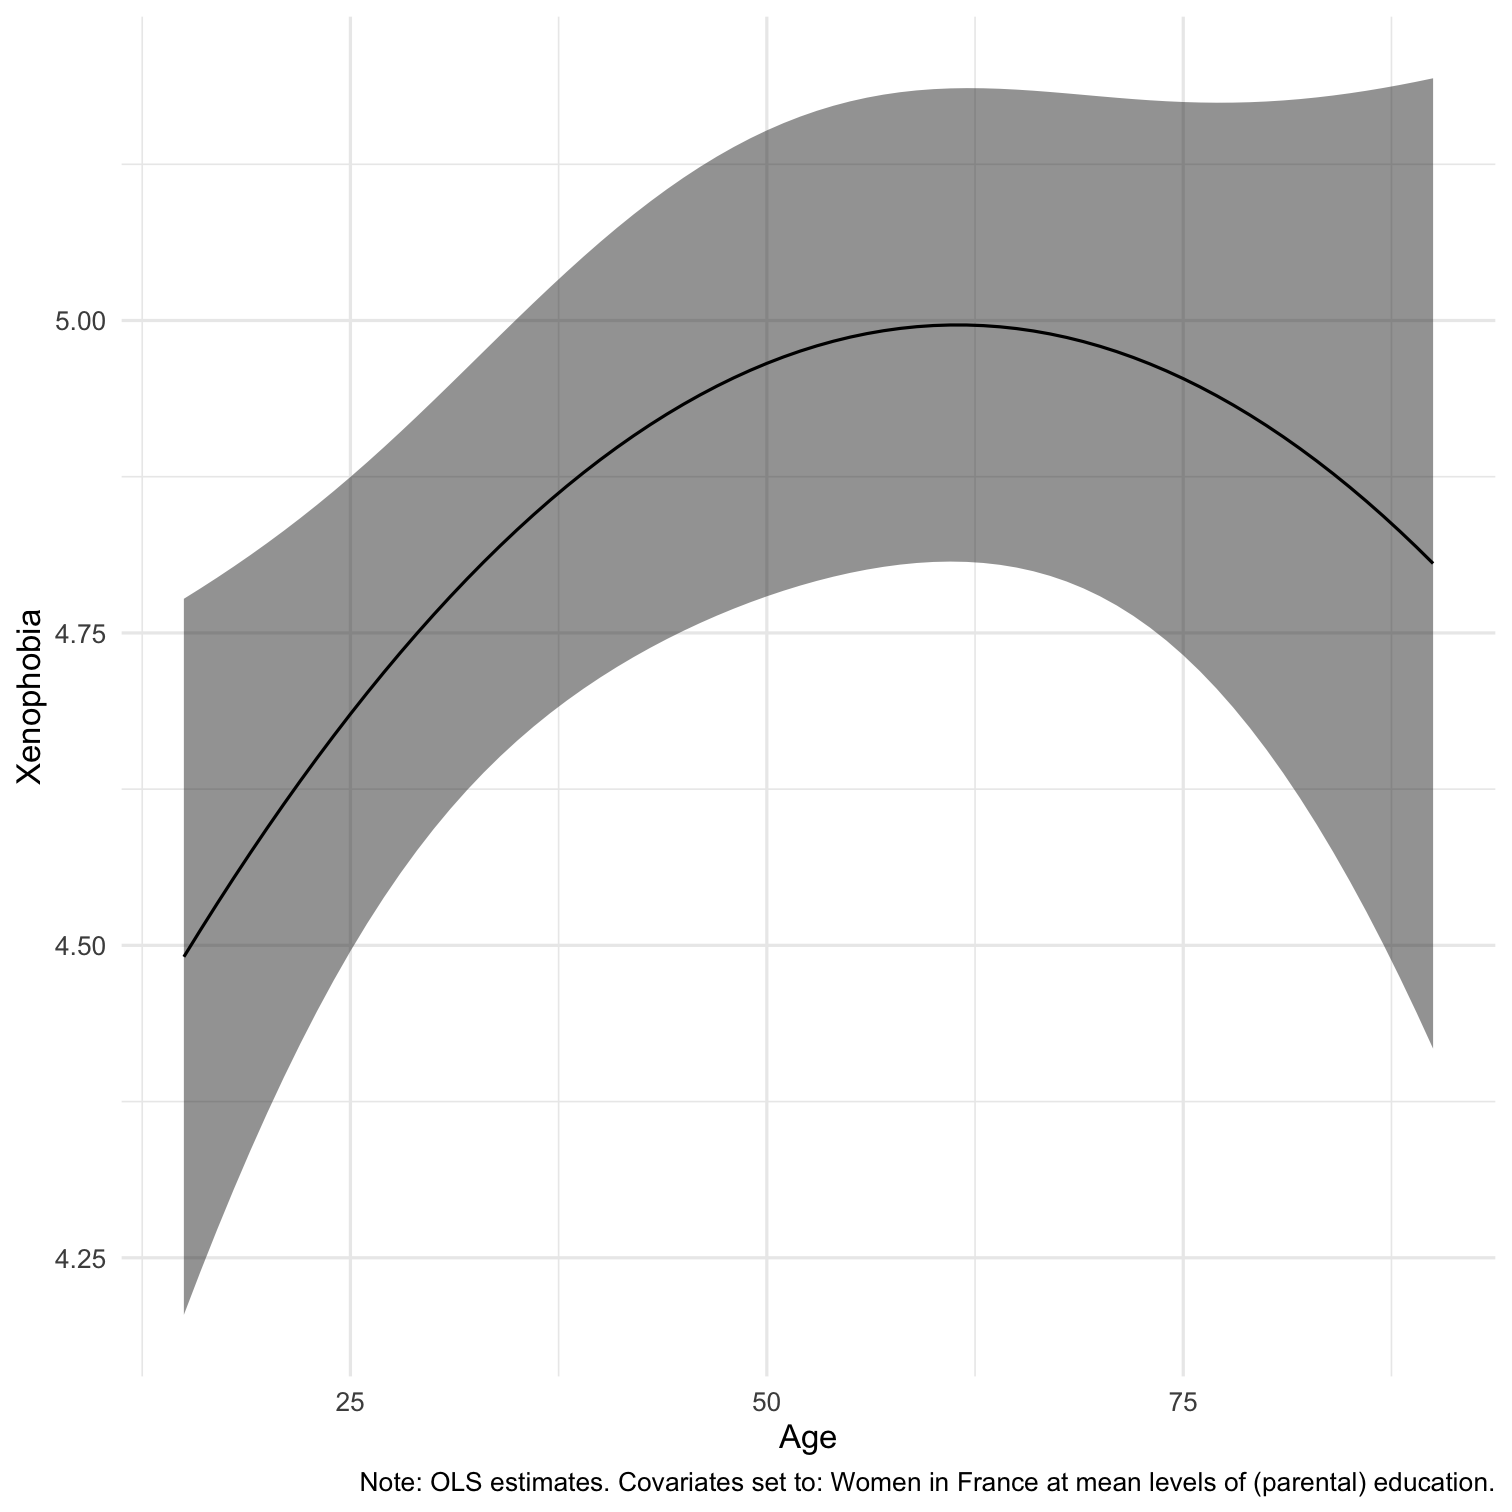 Xenophobia
5.00
4.75
4.50
4.25
25 50 75
Age
Note: OLS estimates. Covariates set to: Women in France at mean levels of (parental) education.